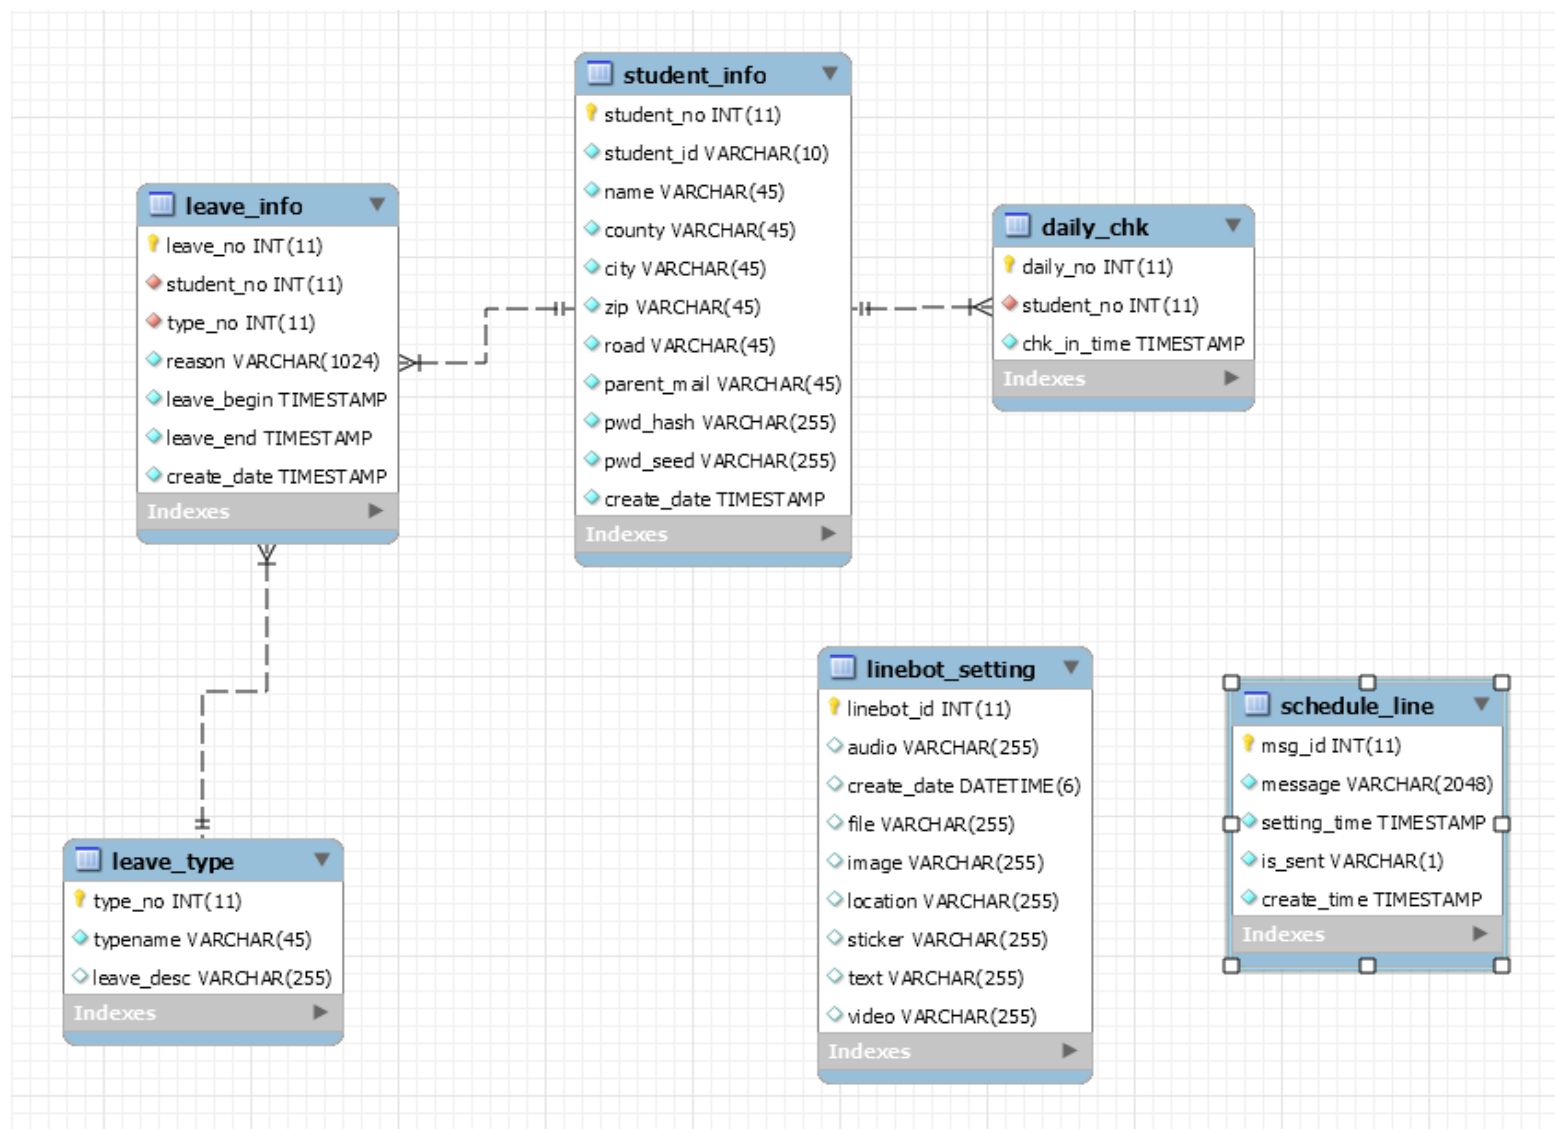 student_info
student_no INT(11)
student_id VARCHAR(10)
name VARCHAR(45)
county VARCHAR(45)
city VARCHAR(45)
zip VARCHAR(45)
road VARCHAR(45)
parent_mail VARCHAR(45)
pwd_hash VARCHAR(255)
pwd_seed VARCHAR(255)
create_date TIMESTAMP
Indexes
leave_info
leave_no INT(11)
student_no INT(11)
type_no INT(11)
reason VARCHAR(1024)
leave_begin TIMESTAMP
leave_end TIMESTAMP
create_date TIMESTAMP
Indexes
daily_chk
daily_no INT(11)
student_no INT(11)
chk_in_time TIMESTAMP
Indexes
linebot_setting
linebot_id INT(11)
audio VARCHAR(255)
create_date DATETIME(6)
file VARCHAR(255)
image VARCHAR(255)
location VARCHAR(255)
sticker VARCHAR(255)
text VARCHAR(255)
video VARCHAR(255)
Indexes
schedule_line
msg_id INT(11)
message VARCHAR(2048)
setting_time TIMESTAMP
is_sent VARCHAR(1)
create_time TIMESTAMP
Indexes
leave_type
type_no INT(11)
typename VARCHAR(45)
leave_desc VARCHAR(255)
Indexes